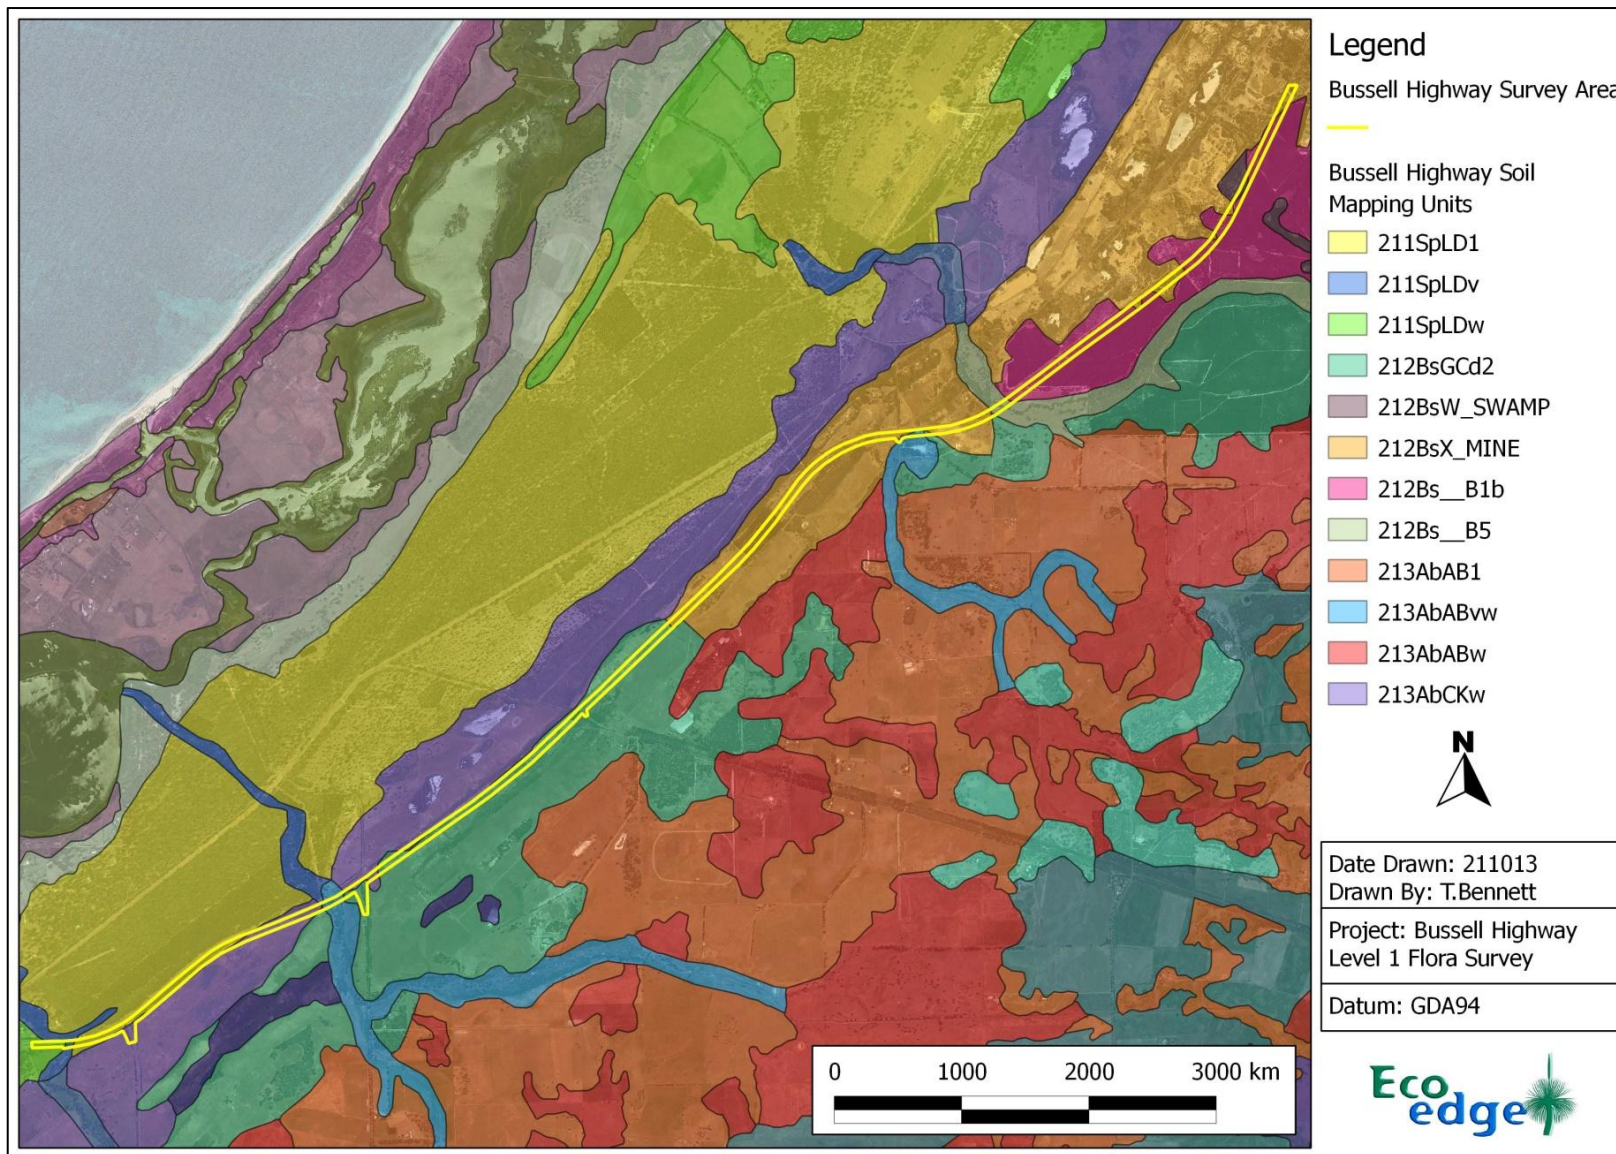 Legend
Bussell Highway Survey Area
Bussell Highway Soil
Mapping Units
211SpLD1
211SpLDv
211SpLDw
212BsGCd2
212BsW_SWAMP
212BsX_MINE
212Bs__B1b
212Bs__B5
213AbAB1
213AbABvw
213AbABw
213AbCKw
N
Date Drawn: 211013
Drawn By: T.Bennett
Project: Bussell Highway
Level 1 Flora Survey
Datum: GDA94
0 1000 2000 3000 km
Eco
edge